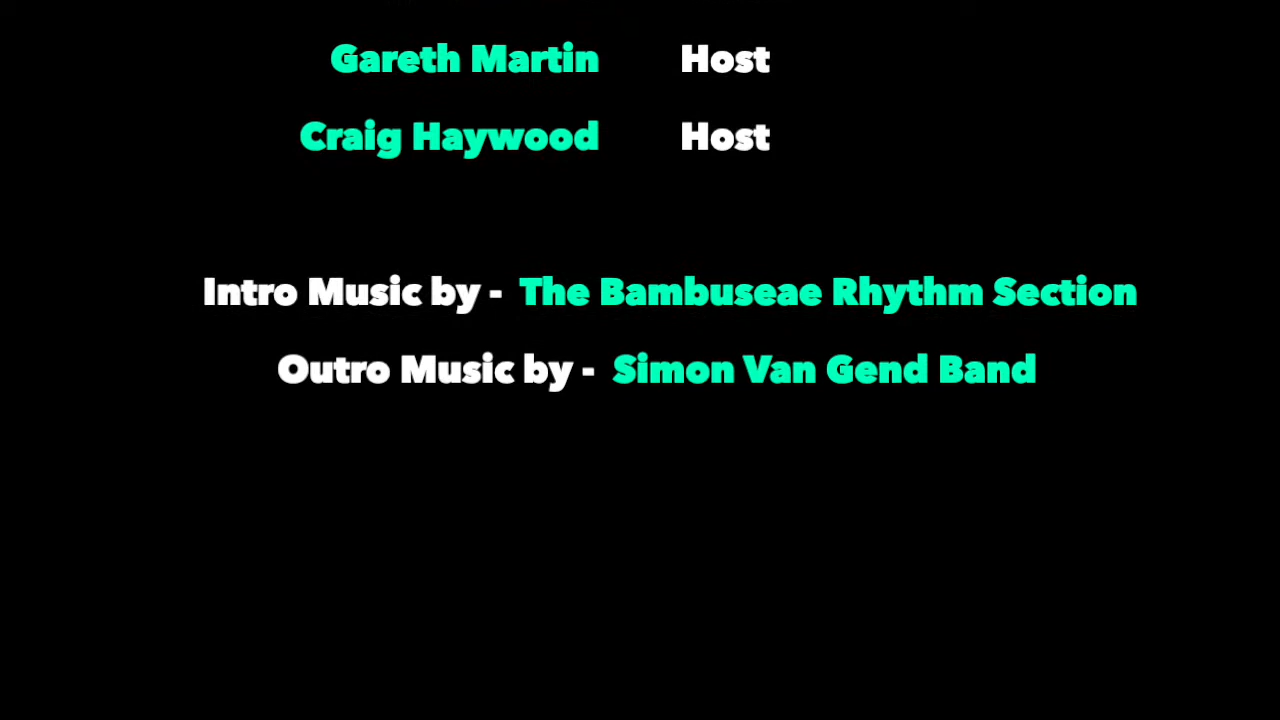 Gareth Martin Host
Craig Haywood Host
Intro Music by - The Bambuseae Rhythm Section
Outro Music by - Simon Van Gend Band